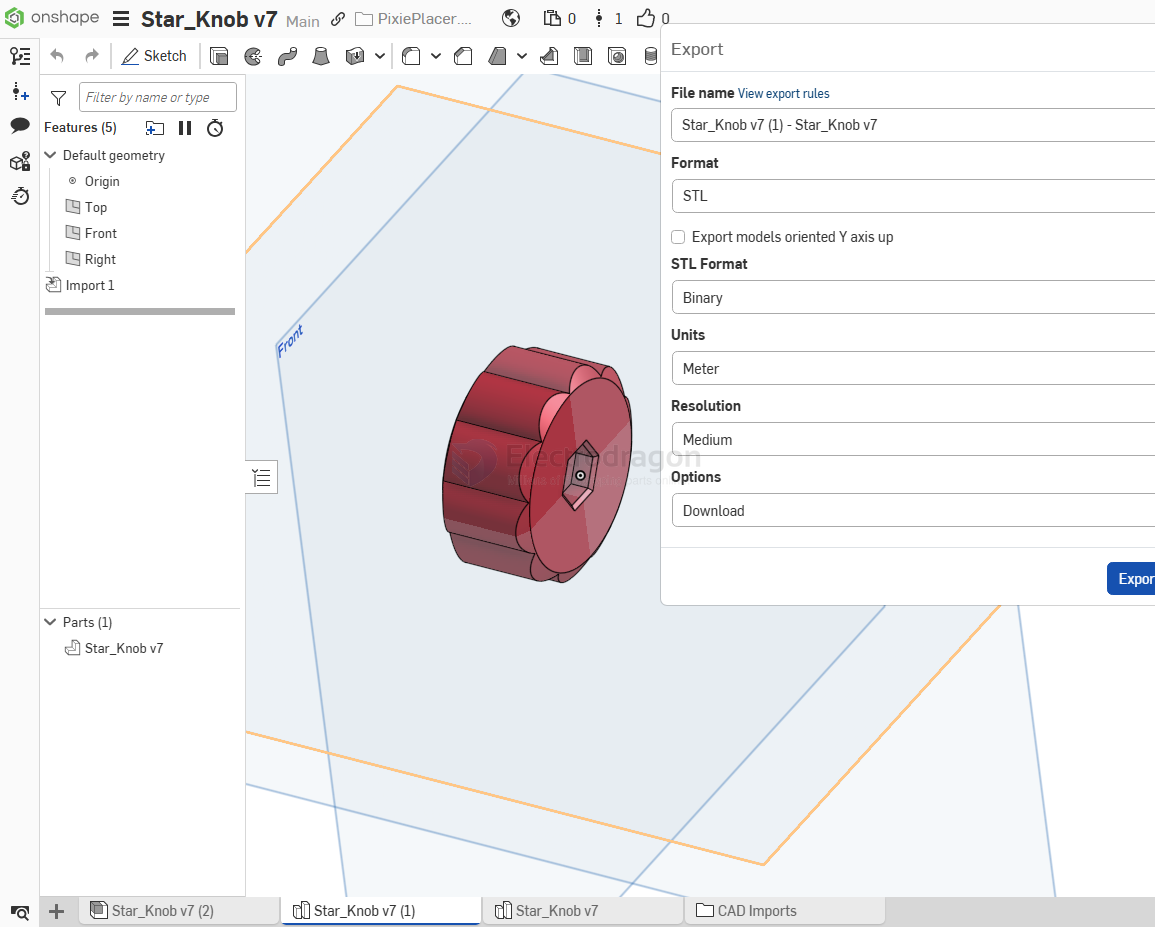 onshape
Star_Knob v7 Main PixiePlacer.... 0 1 0
Sketch
Export
Filter by name or type
Features (5)
Default geometry
Origin
Top
Front
Right
Import 1
Parts (1)
Star_Knob v7
Front
File name View export rules
Star_Knob v7 (1) - Star_Knob v7
Format
STL
Export models oriented Y axis up
STL Format
Binary
Units
Meter
Resolution
Medium
Options
Download
Expor
Electrodragon
Star_Knob v7 (2)
Star_Knob v7 (1)
Star_Knob v7
CAD Imports